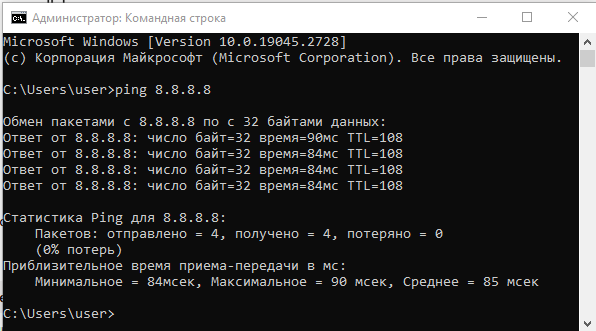 Администратор: Командная строка
Microsoft Windows [Version 10.0.19045.2728]
(c) Корпорация Майкрософт (Microsoft Corporation). Все права защищены.
C:\Users\user>ping 8.8.8.8
Обмен пакетами с 8.8.8.8 по с 32 байтами данных:
Ответ от 8.8.8.8: число байт=32 время=90мс TTL=108
Ответ от 8.8.8.8: число байт=32 время=84мс TTL=108
Ответ от 8.8.8.8: число байт=32 время=84мс TTL=108
Ответ от 8.8.8.8: число байт=32 время=84мс TTL=108
Статистика Ping для 8.8.8.8:
Пакетов: отправлено = 4, получено = 4, потеряно = 0
(0% потерь)
Приблизительное время приема-передачи в мс:
Минимальное = 84мсек, Максимальное = 90 мсек, Среднее = 85 мсек
C:\Users\user>